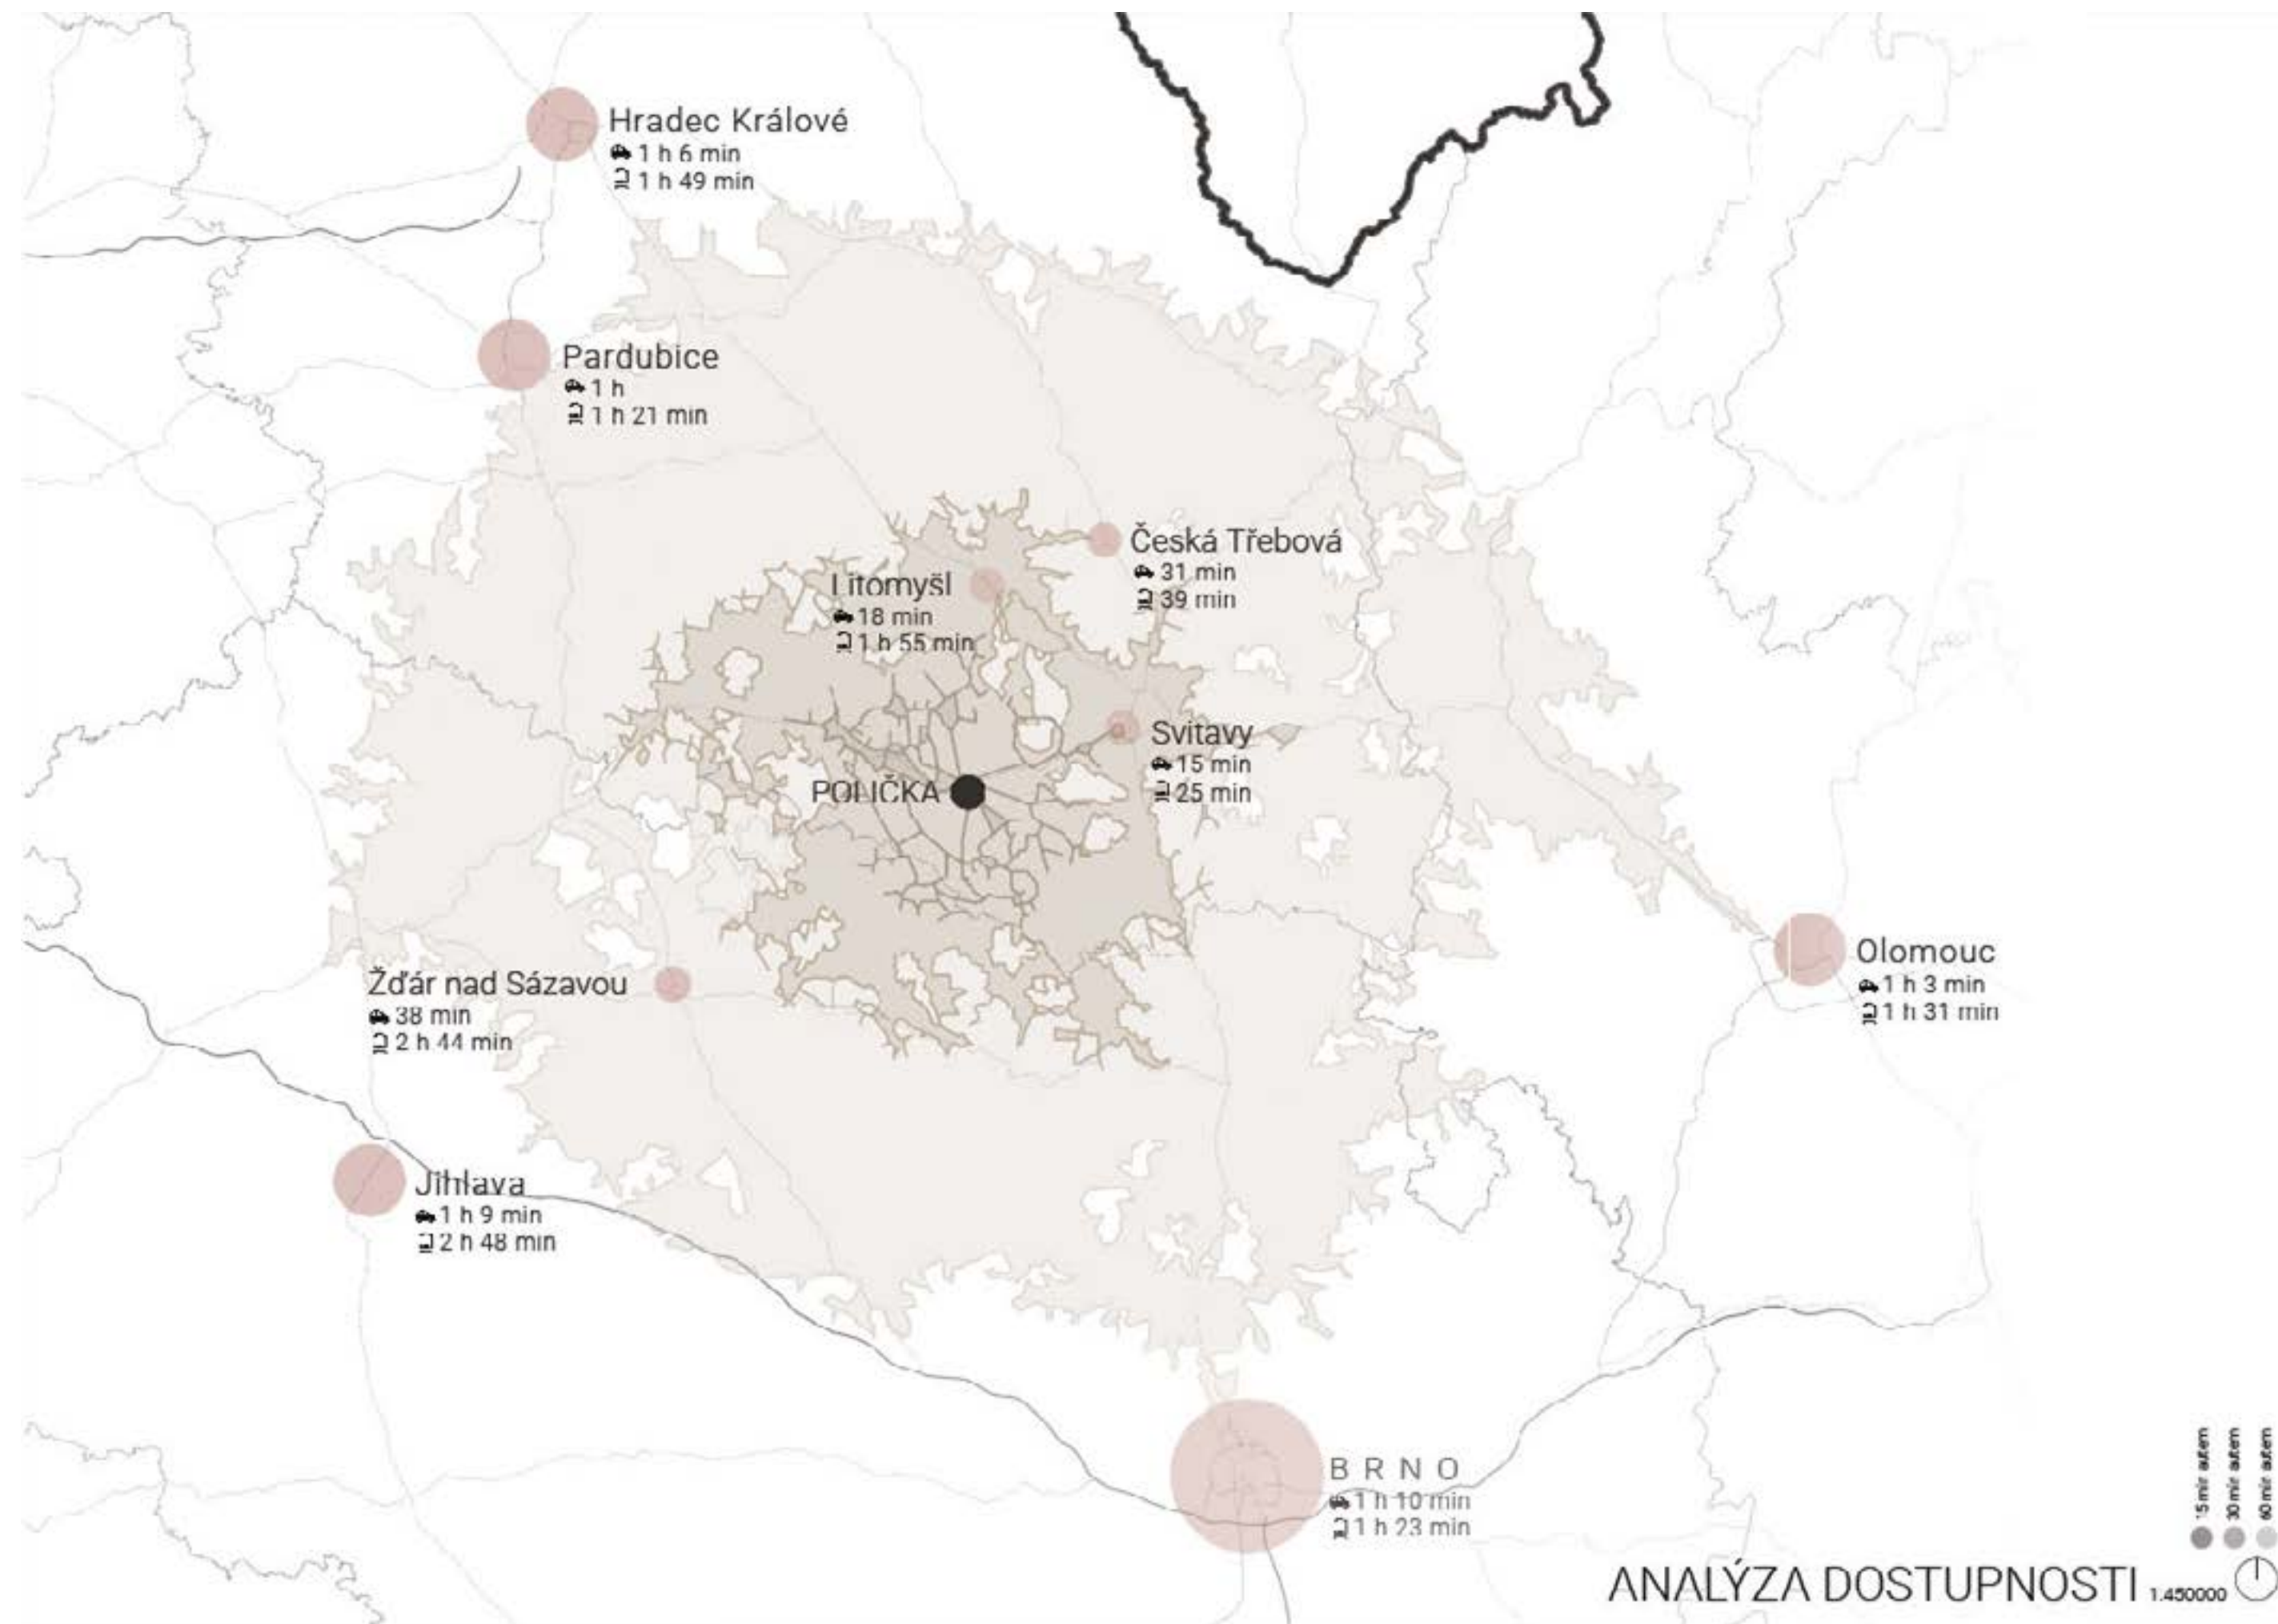 Hradec Králové
1 h 6 min
1 h 49 min
Pardubice
1 h
1 h 21 min
Česká Třebová
31 min
39 min
Litomyšl
18 min
1 h 55 min
Svitavy
15 min
25 min
POLIČKA
Olomouc
1 h 3 min
1 h 31 min
Žďár nad Sázavou
38 min
2 h 44 min
Jihlava
1 h 9 min
2 h 48 min
BRNO
1 h 10 min
1 h 23 min
15 min autem
30 min autem
60 min autem
ANALÝZA DOSTUPNOSTI 1:450000